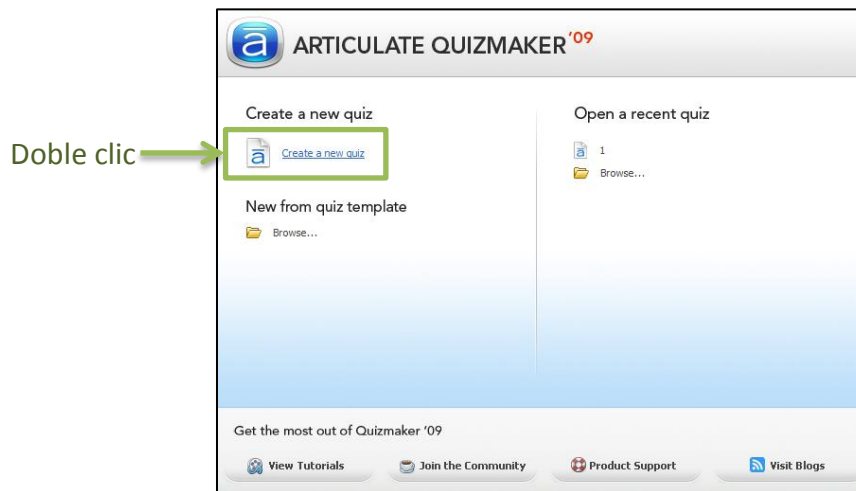 ARTICULATE QUIZMAKER '09
Create a new quiz
Create a new quiz
Doble clic
New from quiz template
Browse...
Open a recent quiz
1
Browse...
Get the most out of Quizmaker '09
View Tutorials
Join the Community
Product Support
Visit Blogs